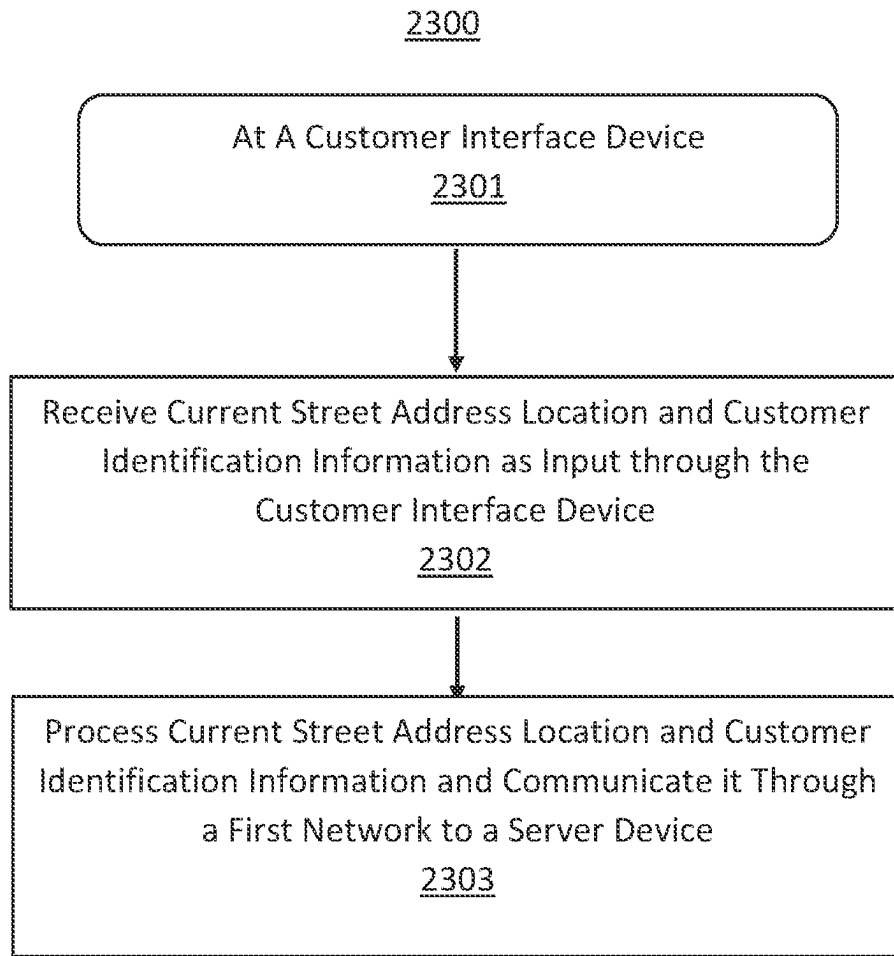 2300
At A Customer Interface Device
2301
Receive Current Street Address Location and Customer
Identification Information as Input through the
Customer Interface Device
2302
Process Current Street Address Location and Customer
Identification Information and Communicate it Through
a First Network to a Server Device
2303